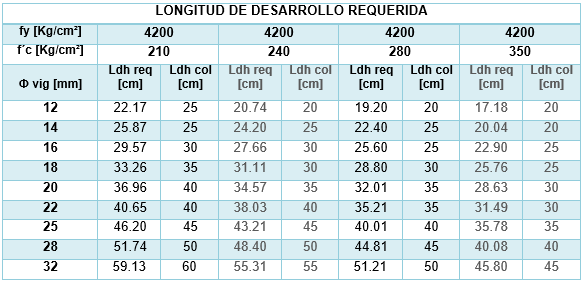 LONGITUD DE DESARROLLO REQUERIDA
fy [Kg/cm²] 4200 4200 4200 4200
f´c [Kg/cm²] 210 240 280 350
Φ vig [mm] Ldh req [cm] Ldh col [cm] Ldh req [cm] Ldh col [cm] Ldh req [cm] Ldh col [cm] Ldh req [cm] Ldh col [cm]
12 22.17 25 20.74 20 19.20 20 17.18 20
14 25.87 25 24.20 25 22.40 25 20.04 20
16 29.57 30 27.66 30 25.60 25 22.90 25
18 33.26 35 31.11 30 28.80 30 25.76 25
20 36.96 40 34.57 35 32.01 35 28.63 30
22 40.65 40 38.03 40 35.21 35 31.49 30
25 46.20 45 43.21 45 40.01 40 35.78 35
28 51.74 50 48.40 50 44.81 45 40.08 40
32 59.13 60 55.31 55 51.21 50 45.80 45